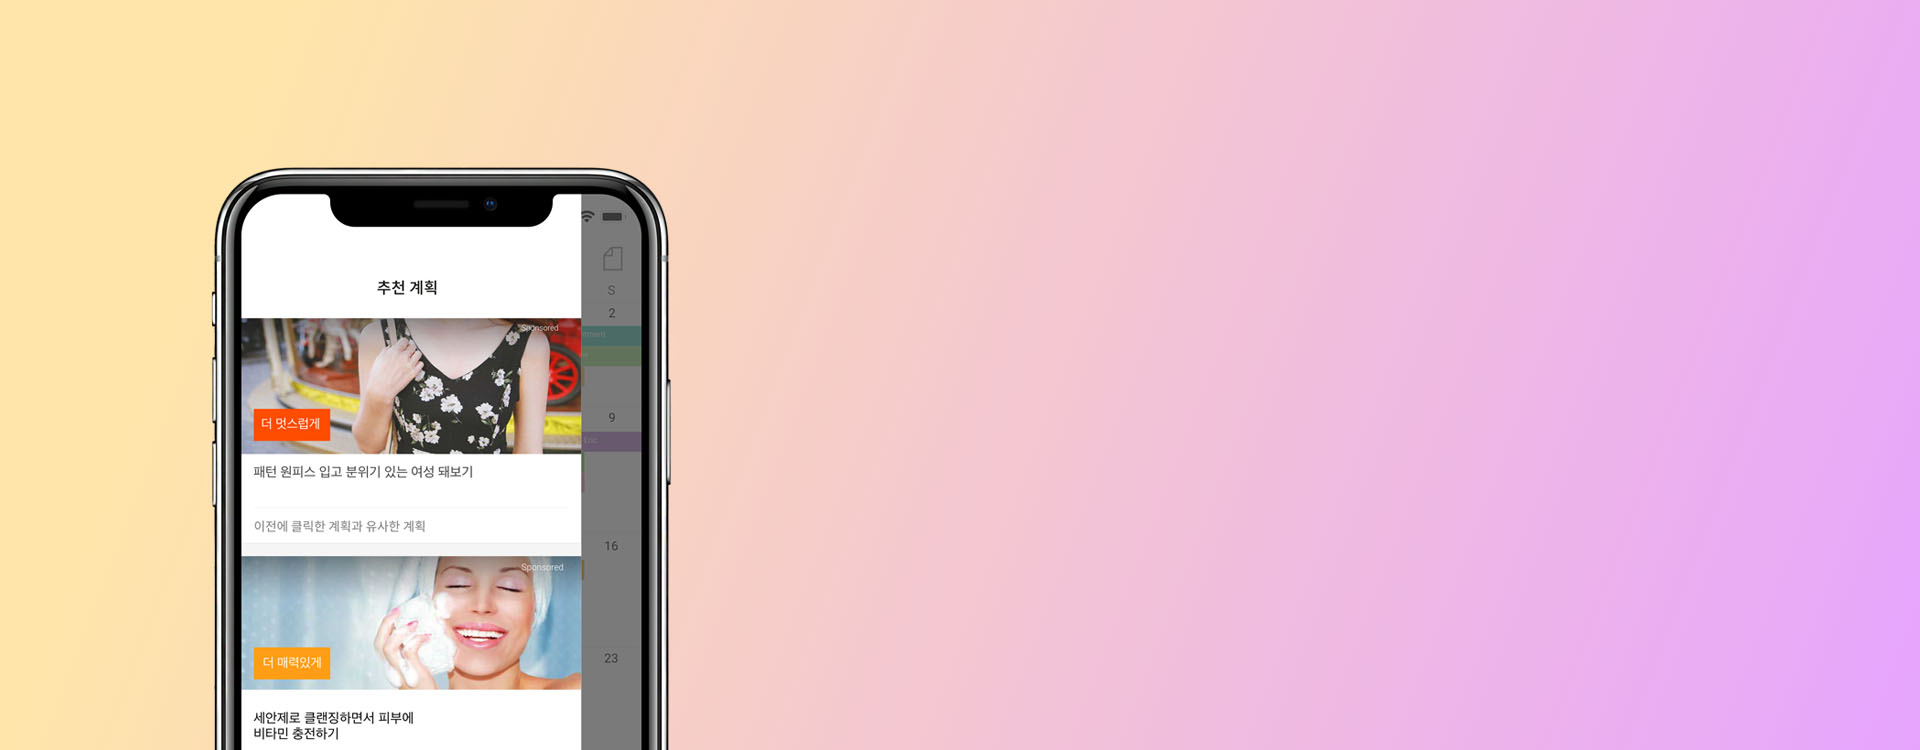 추천 계획
S
2
Sponsored
더 멋스럽게
패턴 원피스 입고 분위기 있는 여성 돼보기
9
Eric
이전에 클릭한 계획과 유사한 계획
16
Sponsored
더 매력있게
23
세안제로 클랜징하면서 피부에
비타민 충전하기